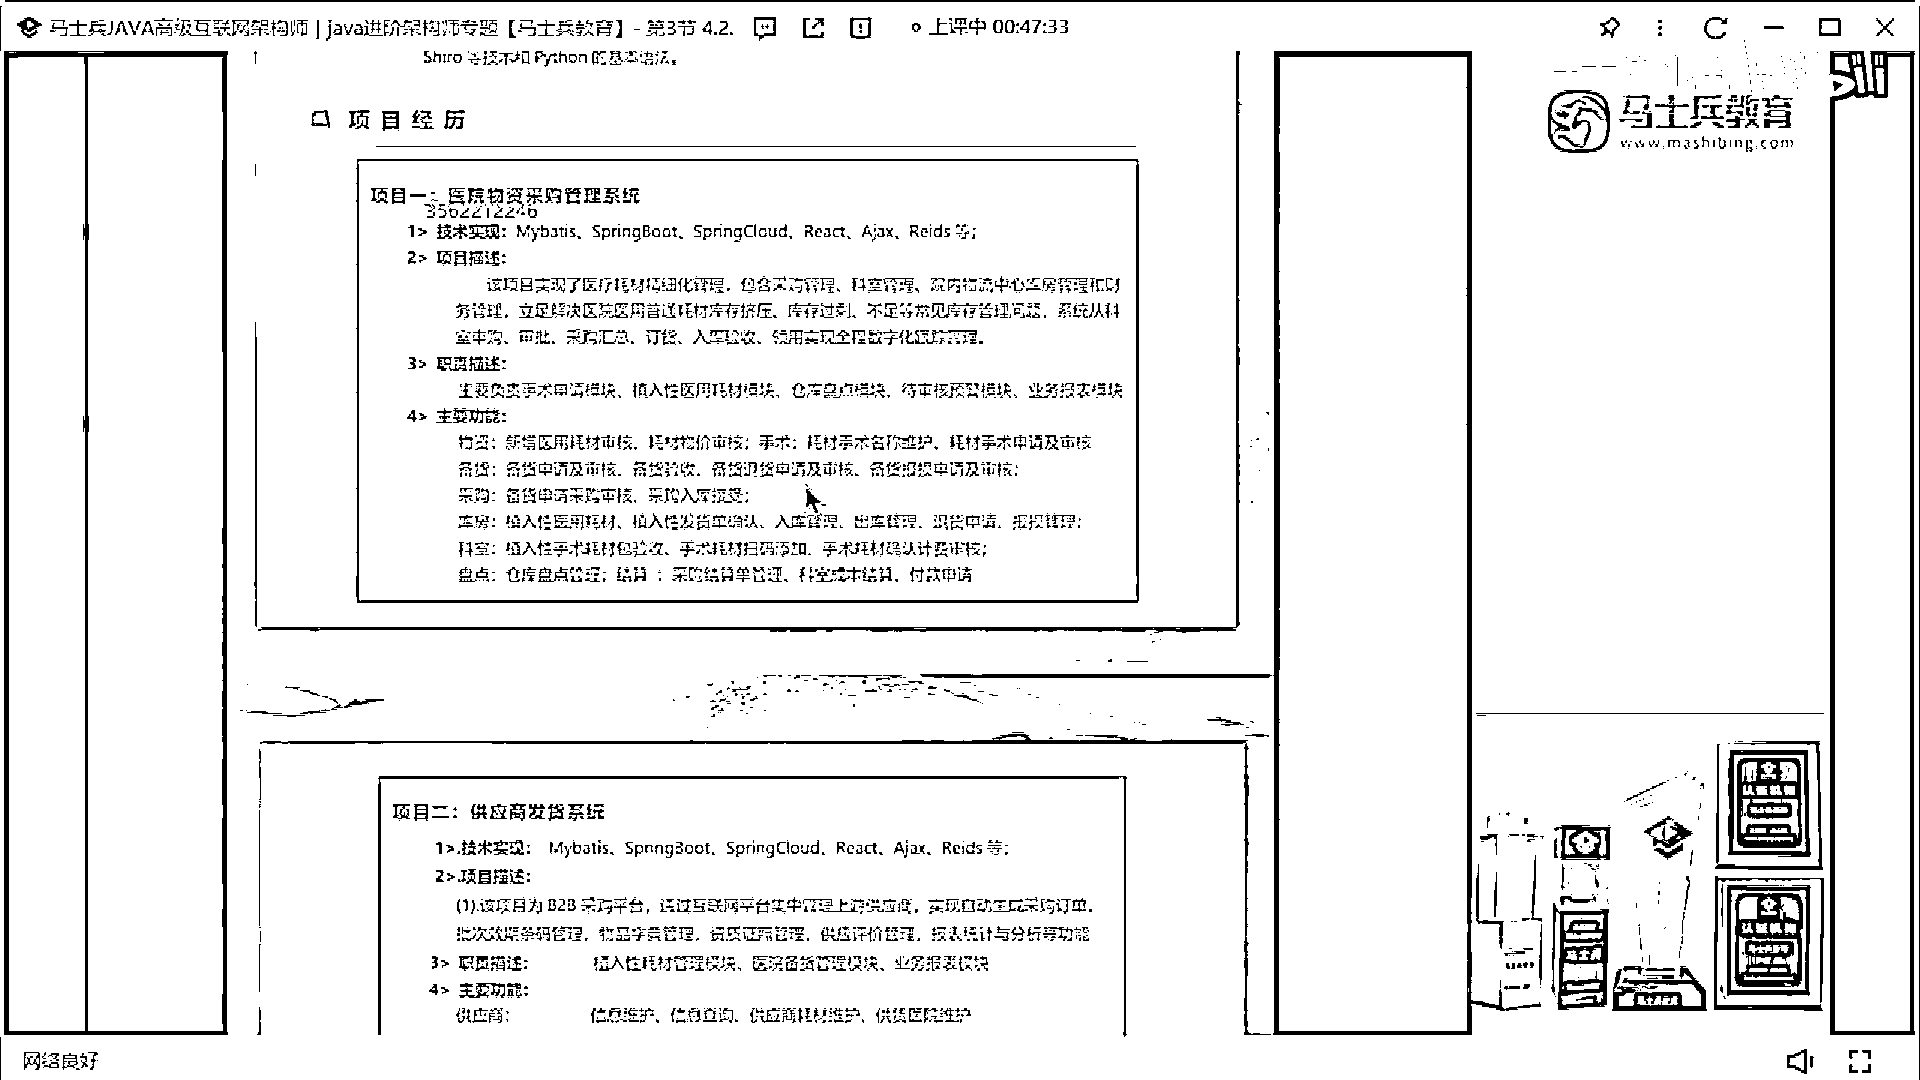 马士兵JAVA高级互联网架构师 | java进阶架构师专题【马士兵教育】- 第3节 4.2.
上课中 00:47:33
马士兵教育
www.mashibing.com
Shiro 等技术和 Python 的基本语法。
项目经历
项目一：医院物资采购管理系统
3562212246
1> 技术实现：Mybatis、SpringBoot、SpringCloud、React、Ajax、Reids 等；
2> 项目描述：
该项目实现了医疗耗材精细化管理，包含采购管理、科室管理、院内物流中心库房管理和财
务管理，立足解决医院医用普通耗材库存挤压、库存过剩、不足等常见库存管理问题，系统从科
室申购、审批、采购汇总、订货、入库验收、领用实现全程数字化跟踪管理。
3> 职责描述：
主要负责手术申请模块、植入性医用耗材模块、仓库盘点模块、待审核预警模块、业务报表模块
4> 主要功能：
物资：新增医用耗材审核、耗材物价审核；手术：耗材手术名称维护、耗材手术申请及审核
备货：备货申请及审核、备货验收、备货退货申请及审核、备货报损申请及审核；
采购：备货申请采购审核、采购入库接受；
库房：植入性医用耗材、植入性发货单确认、入库管理、出库管理、退货申请、报损管理；
科室：植入性手术耗材包验收、手术耗材扫码添加、手术耗材确认计费审核；
盘点：仓库盘点管理；结算 ：采购结算单管理、科室成本结算、付款申请
项目二：供应商发货系统
1>.技术实现： Mybatis、SpringBoot、SpringCloud、React、Ajax、Reids 等；
2>.项目描述：
(1).该项目为 B2B 采购平台，通过互联网平台集中管理上游供应商，实现自动生成采购订单、
批次效期条码管理、物品字典管理、资质证照管理、供应评价管理、报表统计与分析等功能
3> 职责描述： 植入性耗材管理模块、医院备货管理模块、业务报表模块
4> 主要功能：
供应商： 信息维护、信息查询、供应商耗材维护、供货医院维护
网络良好